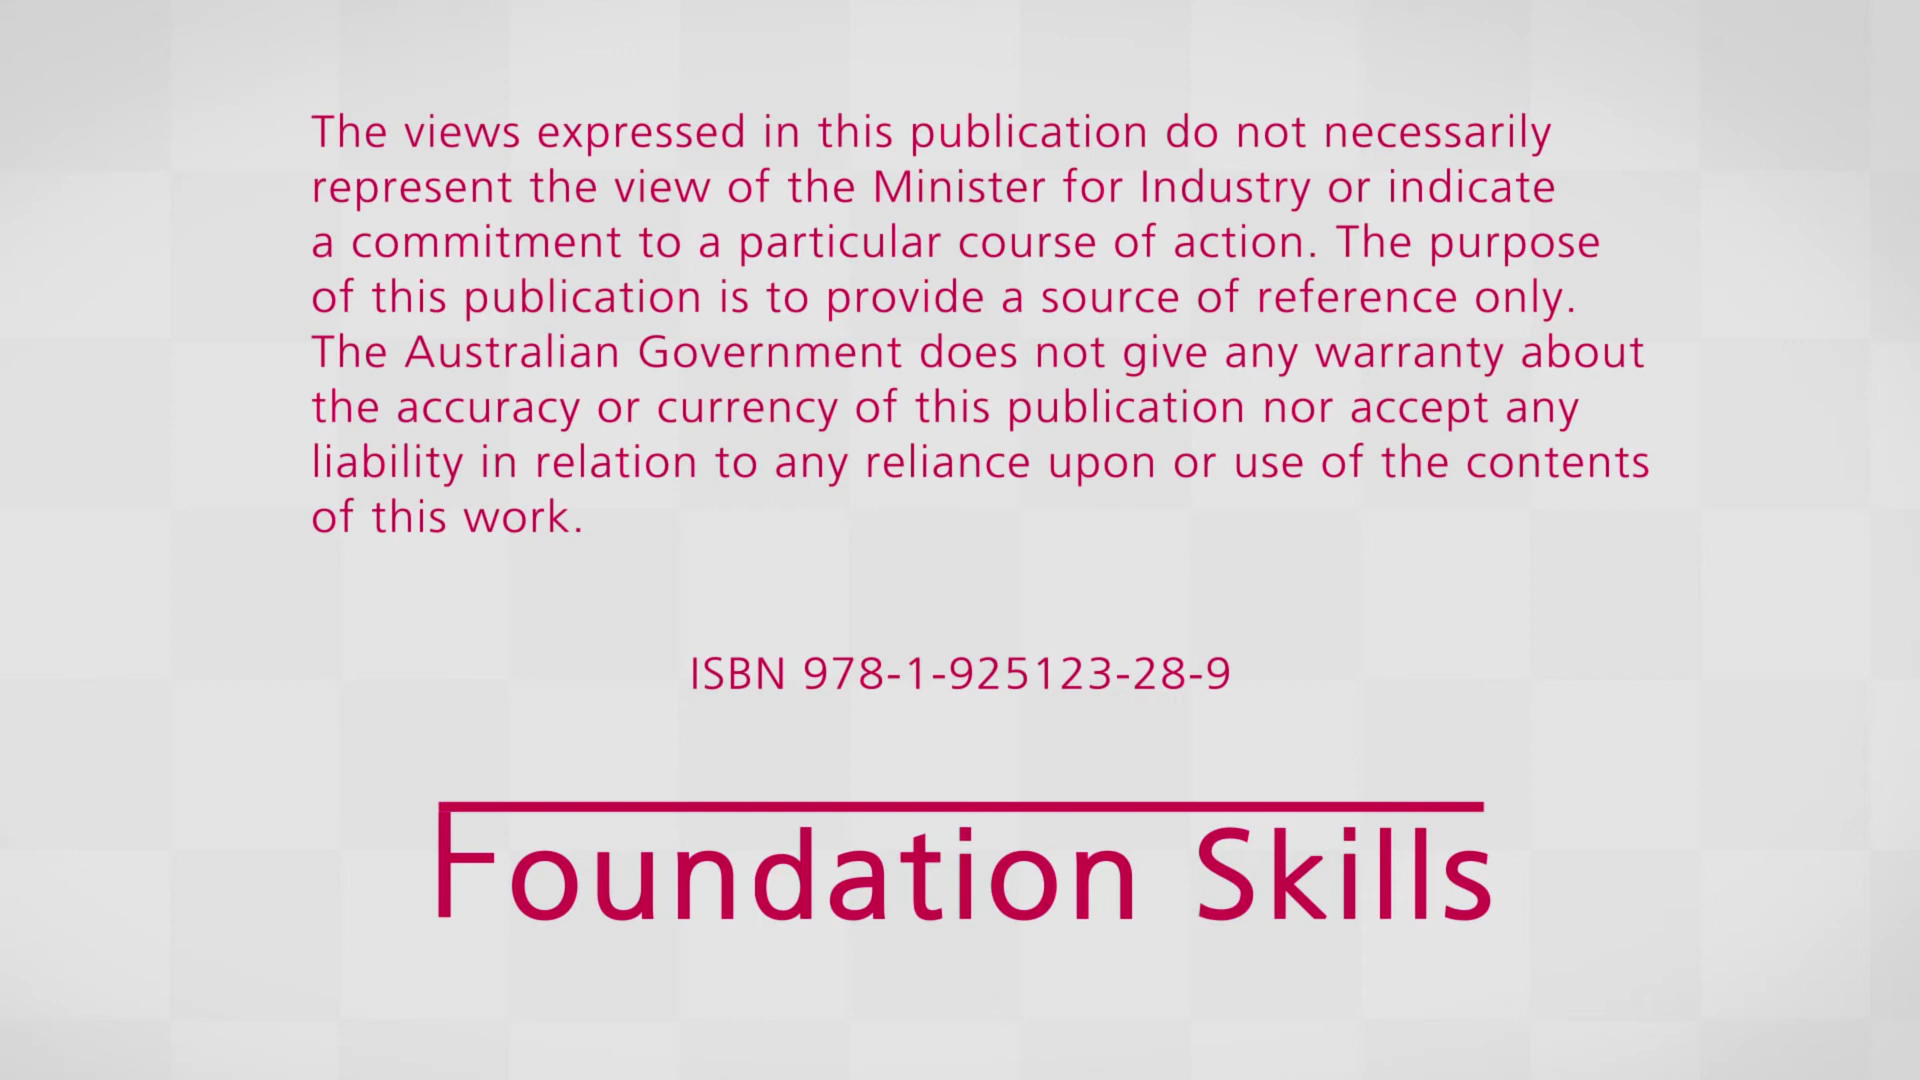 The views expressed in this publication do not necessarily
represent the view of the Minister for Industry or indicate
a commitment to a particular course of action. The purpose
of this publication is to provide a source of reference only.
The Australian Government does not give any warranty about
the accuracy or currency of this publication nor accept any
liability in relation to any reliance upon or use of the contents
of this work.
ISBN 978-1-925123-28-9
Foundation Skills